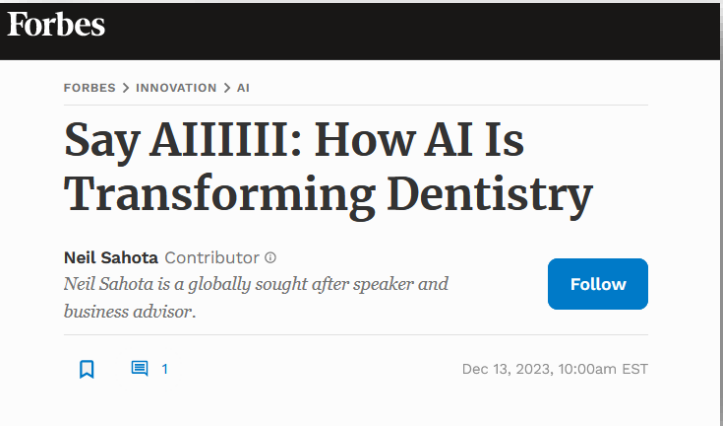 Forbes
FORBES > INNOVATION > AI
Say AIIIIII: How AI Is
Transforming Dentistry
Neil Sahota Contributor
Neil Sahota is a globally sought after speaker and
business advisor.
Follow
1
Dec 13, 2023, 10:00am EST